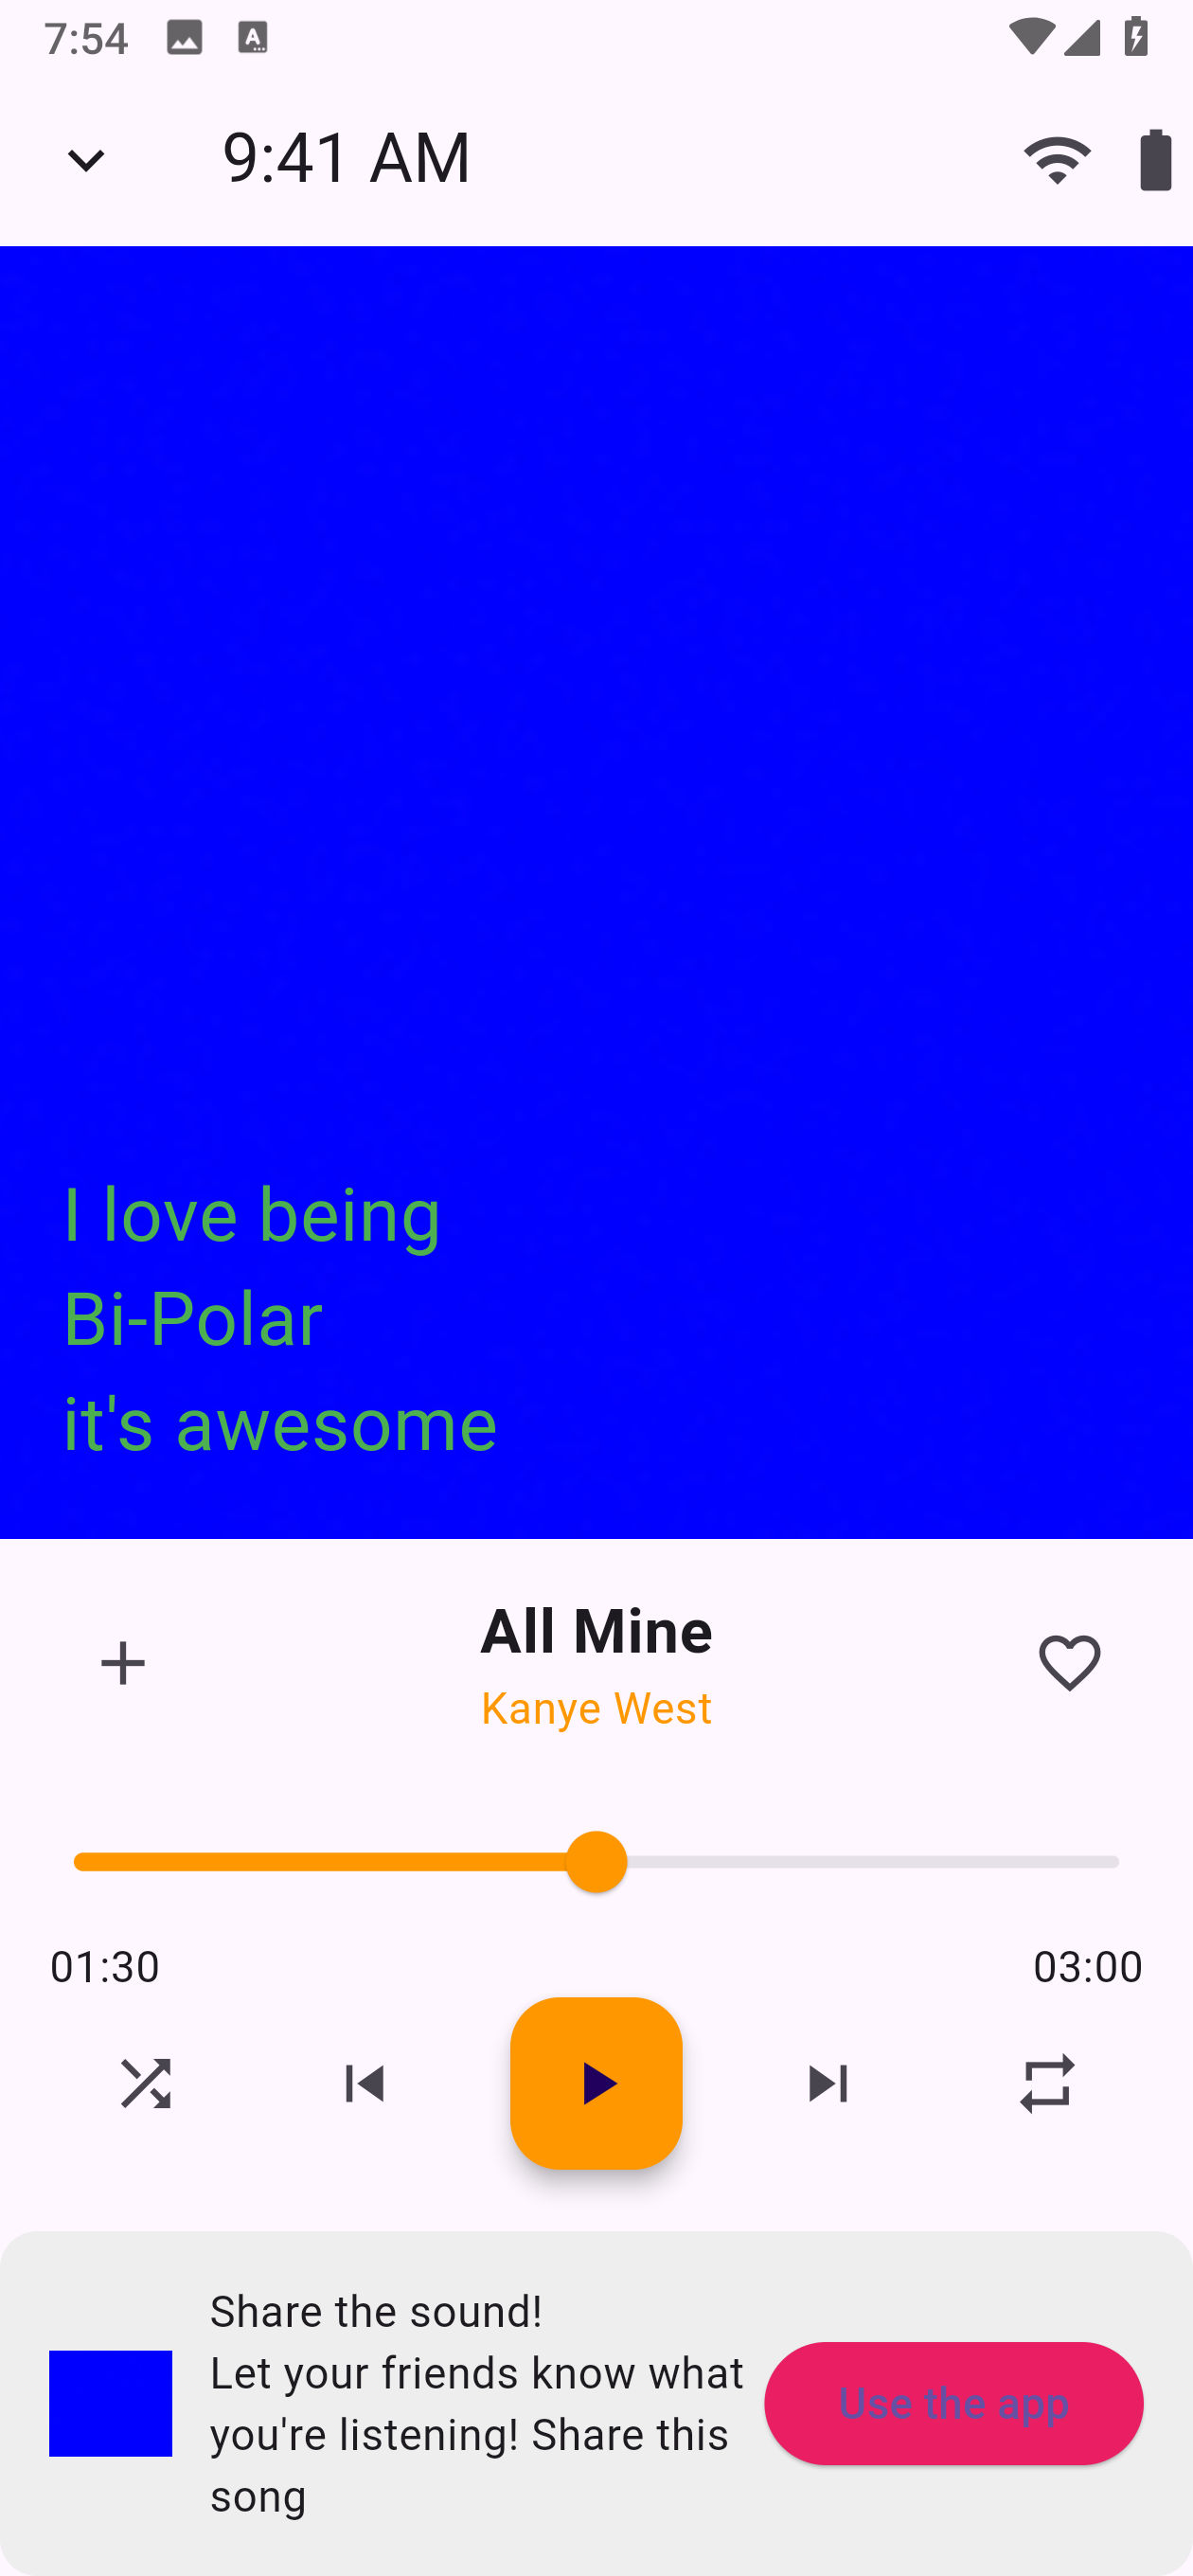 7:54
9:41 AM
I love being
Bi-Polar
it's awesome
All Mine
Kanye West
01:30
03:00
Share the sound!
Let your friends know what
you're listening! Share this
song
Use the app